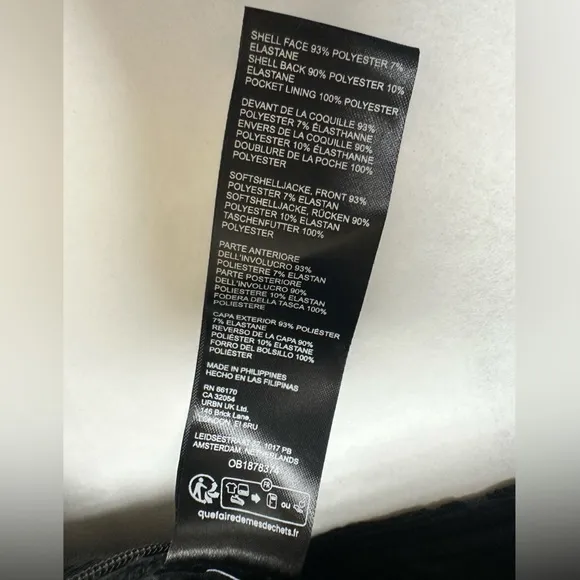 SHELL FACE 93% POLYESTER 7%
ELASTANE
SHELL BACK 90% POLYESTER 10%
ELASTANE
POCKET LINING 100% POLYESTER
DEVANT DE LA COQUILLE 93%
POLYESTER 7% ÉLASTHANNE
ENVERS DE LA COQUILLE 90%
POLYESTER 10% ÉLASTHANNE
DOUBLURE DE LA POCHE 100%
POLYESTER
SOFTSHELLJACKE, FRONT 93%
POLYESTER 7% ELASTAN
SOFTSHELLJACKE, RÜCKEN 90%
POLYESTER 10% ELASTAN
TASCHENFUTTER 100%
POLYESTER
PARTE ANTERIORE
DELL'INVOLUCRO 93%
POLIESTERE 7% ELASTAN
PARTE POSTERIORE
DELL'INVOLUCRO 90%
POLIESTERE 10% ELASTAN
FODERA DELLA TASCA 100%
POLIESTERE
CAPA EXTERIOR 93% POLIÉSTER
7% ELASTANE
REVERSO DE LA CAPA 90%
POLIÉSTER 10% ELASTANE
FORRO DEL BOLSILLO 100%
POLIÉSTER
MADE IN PHILIPPINES
HECHO EN LAS FILIPINAS
RN 66170
CA 32054
URBN UK Ltd.
146 Brick Lane,
LONDON, E1 6RU
1017 PB
AMSTERDAM, NETHERLANDS
OB1878374
FR
OU
quefairedemesdechets.fr